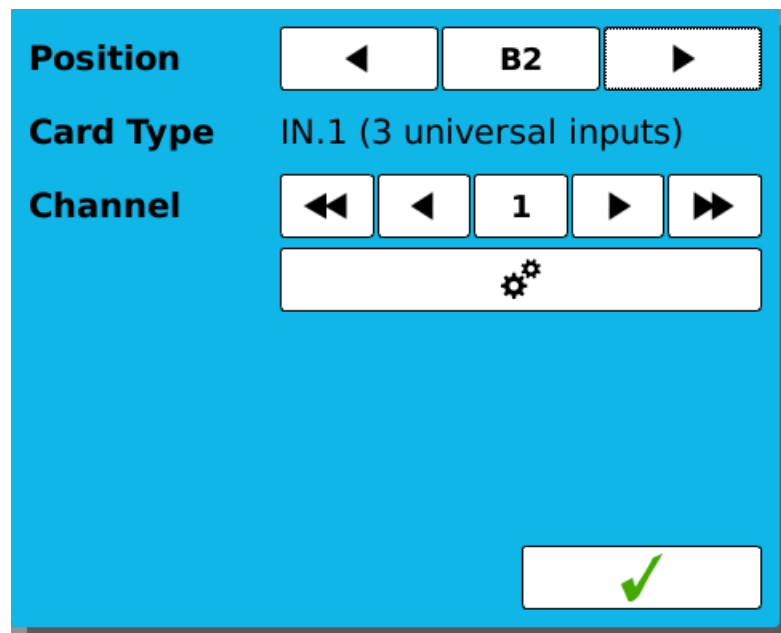 Position B2
Card Type IN.1 (3 universal inputs)
Channel 1